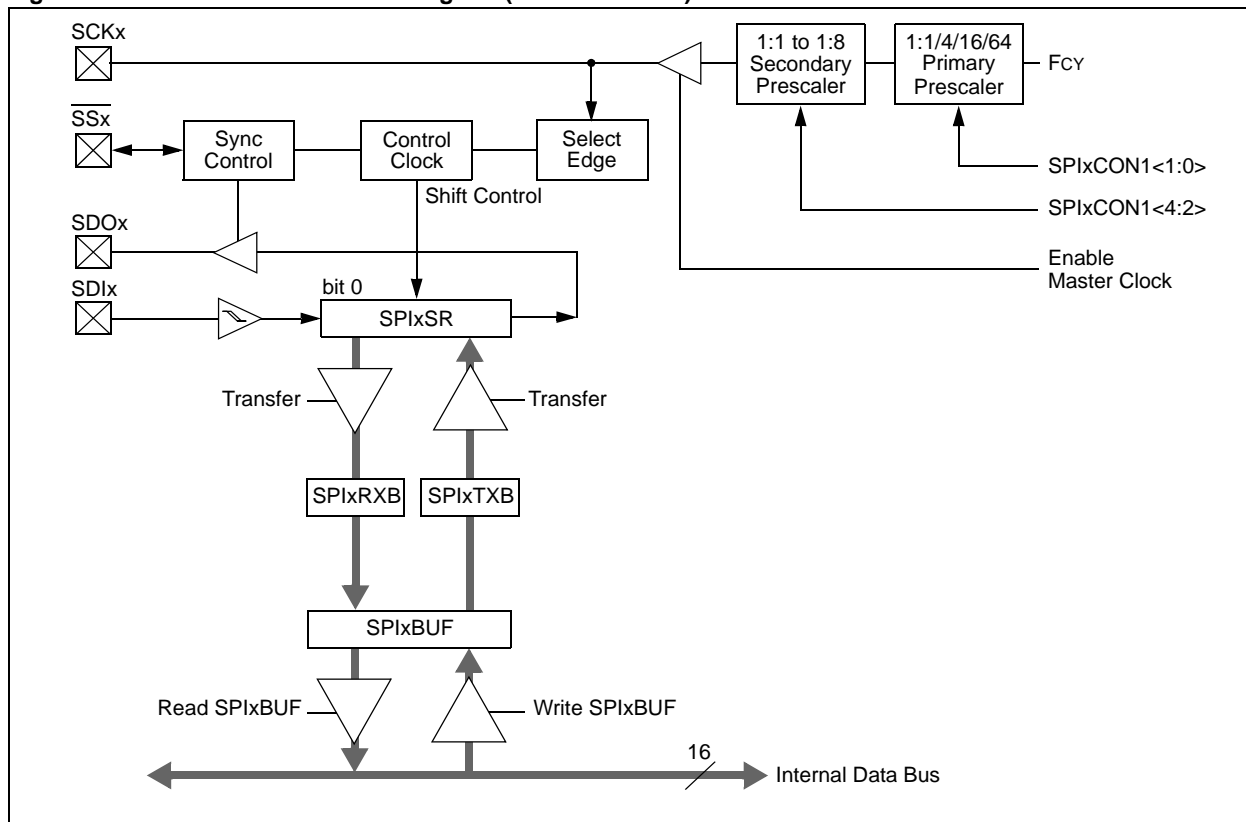 SCKx
1:1 to 1:8
Secondary
Prescaler
1:1/4/16/64
Primary
Prescaler
FCY
SSx
Sync
Control
Control
Clock
Select
Edge
SPIxCON1<1:0>
Shift Control
SPIxCON1<4:2>
SDOx
Enable
Master Clock
SDIx
bit 0
SPIxSR
Transfer
Transfer
SPIxRXB
SPIxTXB
SPIxBUF
Read SPIxBUF
Write SPIxBUF
16
Internal Data Bus